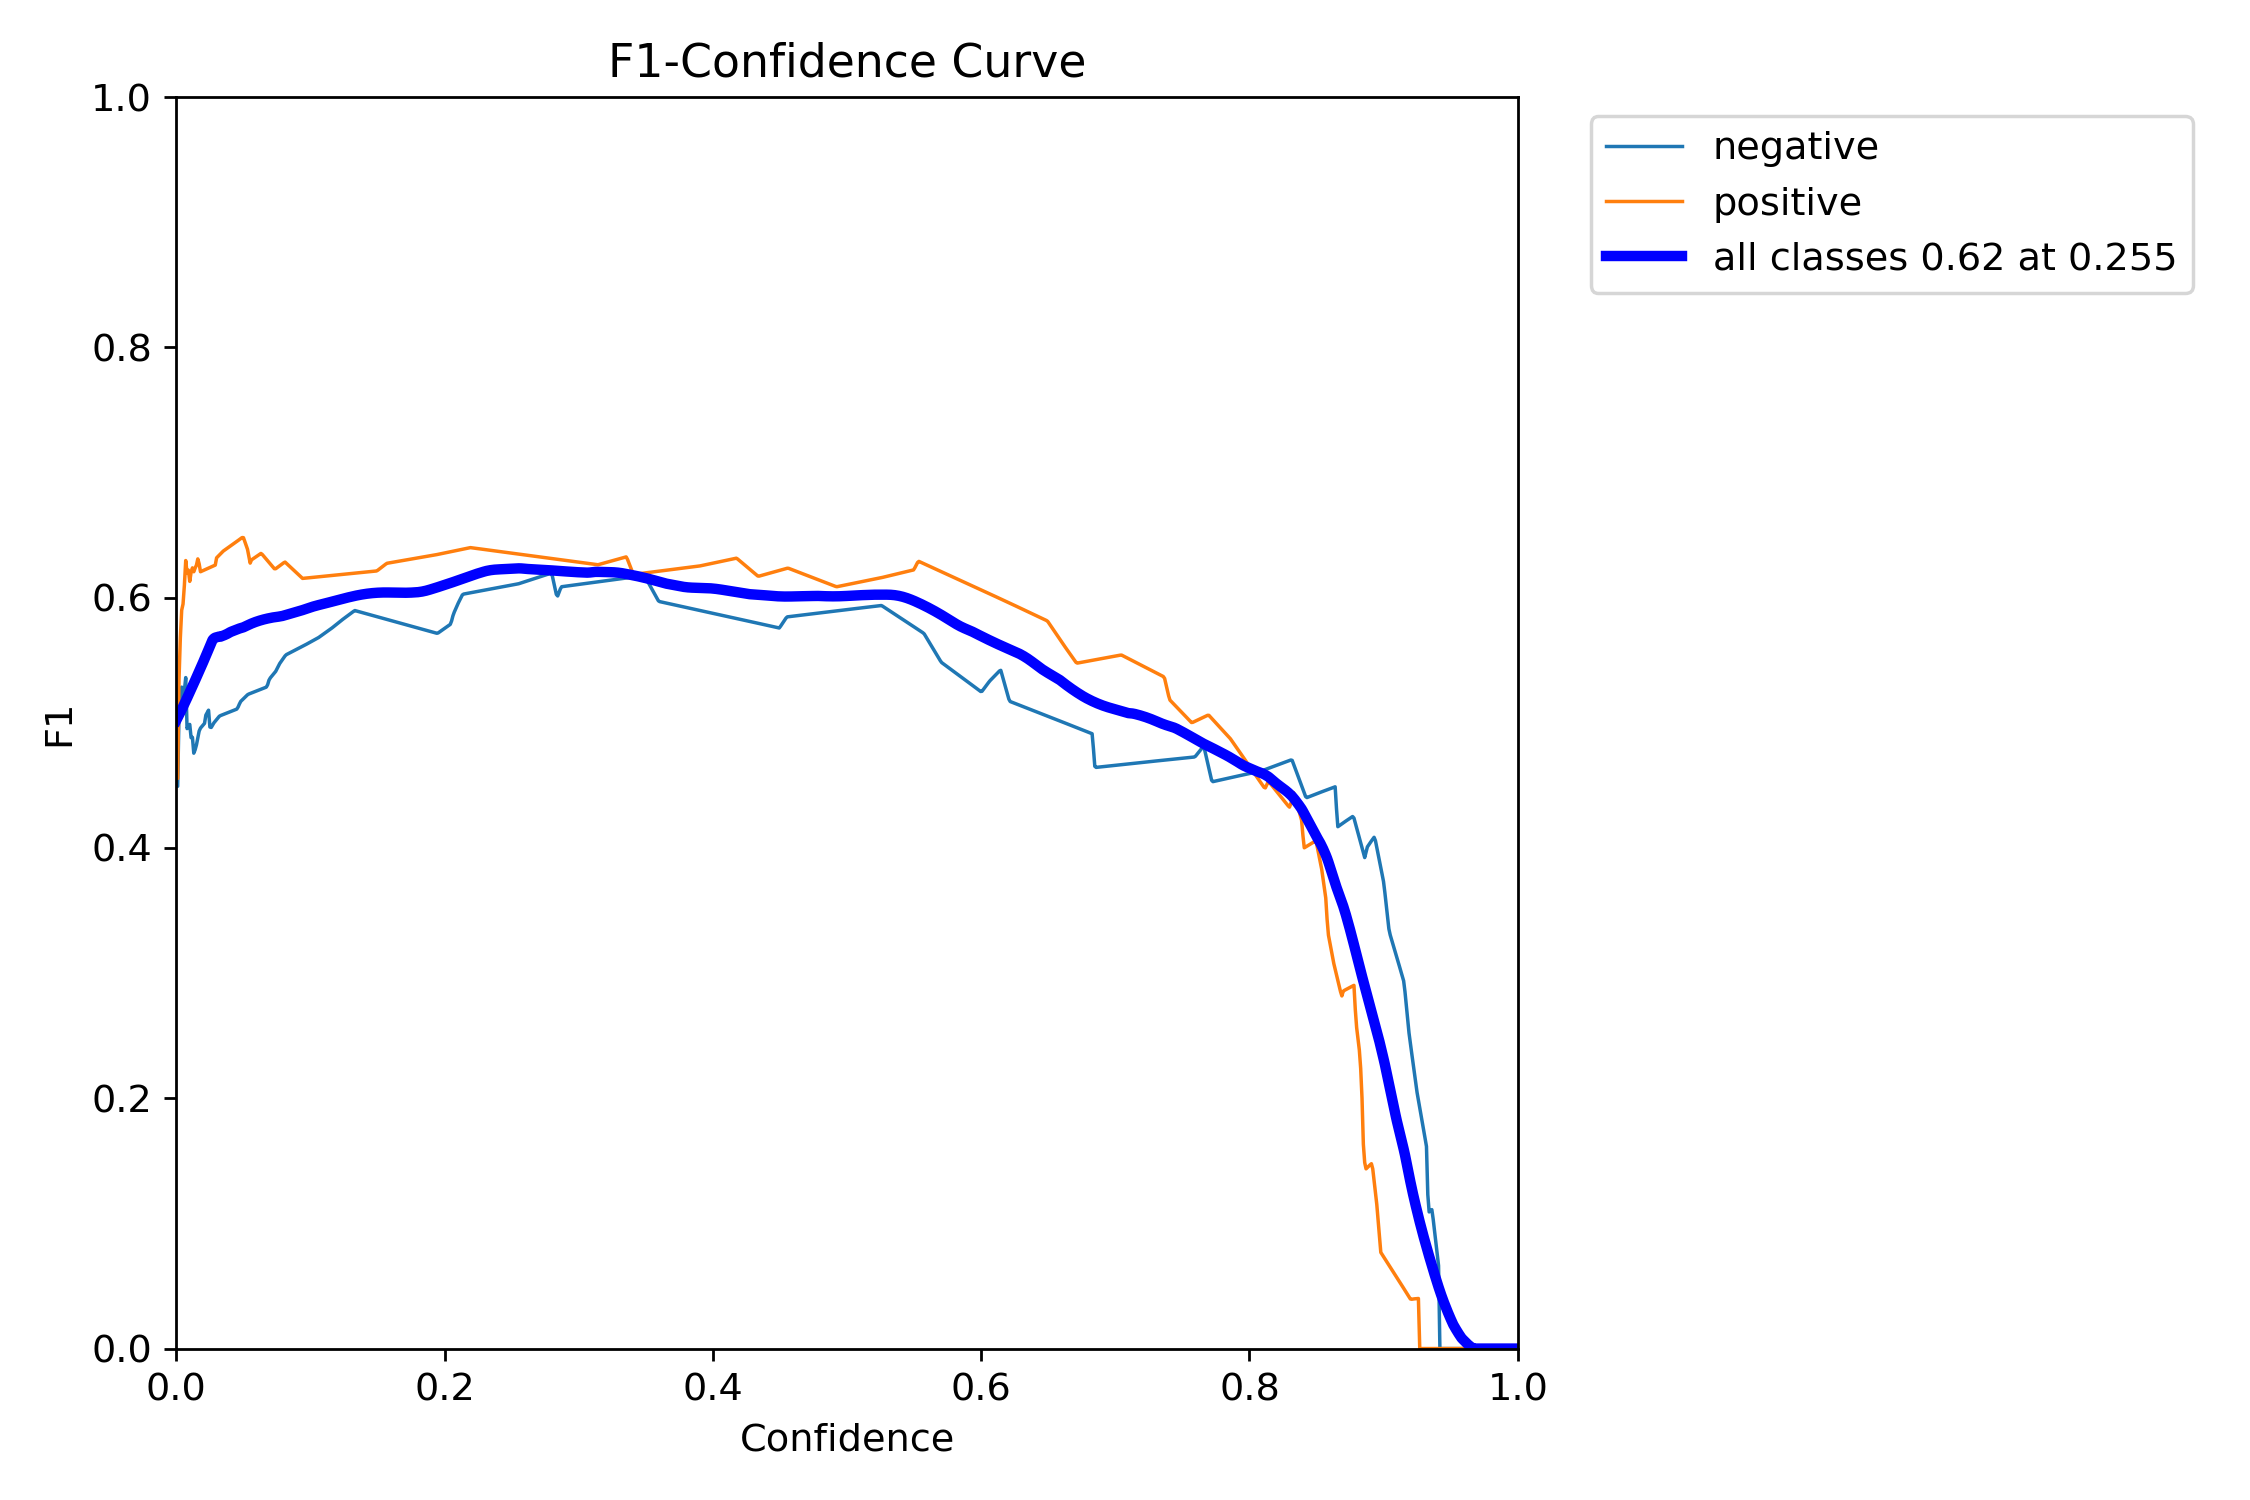 F1-Confidence Curve
1.0
0.8
0.6
0.4
0.2
0.0
F1
0.0 0.2 0.4 0.6 0.8 1.0
Confidence
negative
positive
all classes 0.62 at 0.255